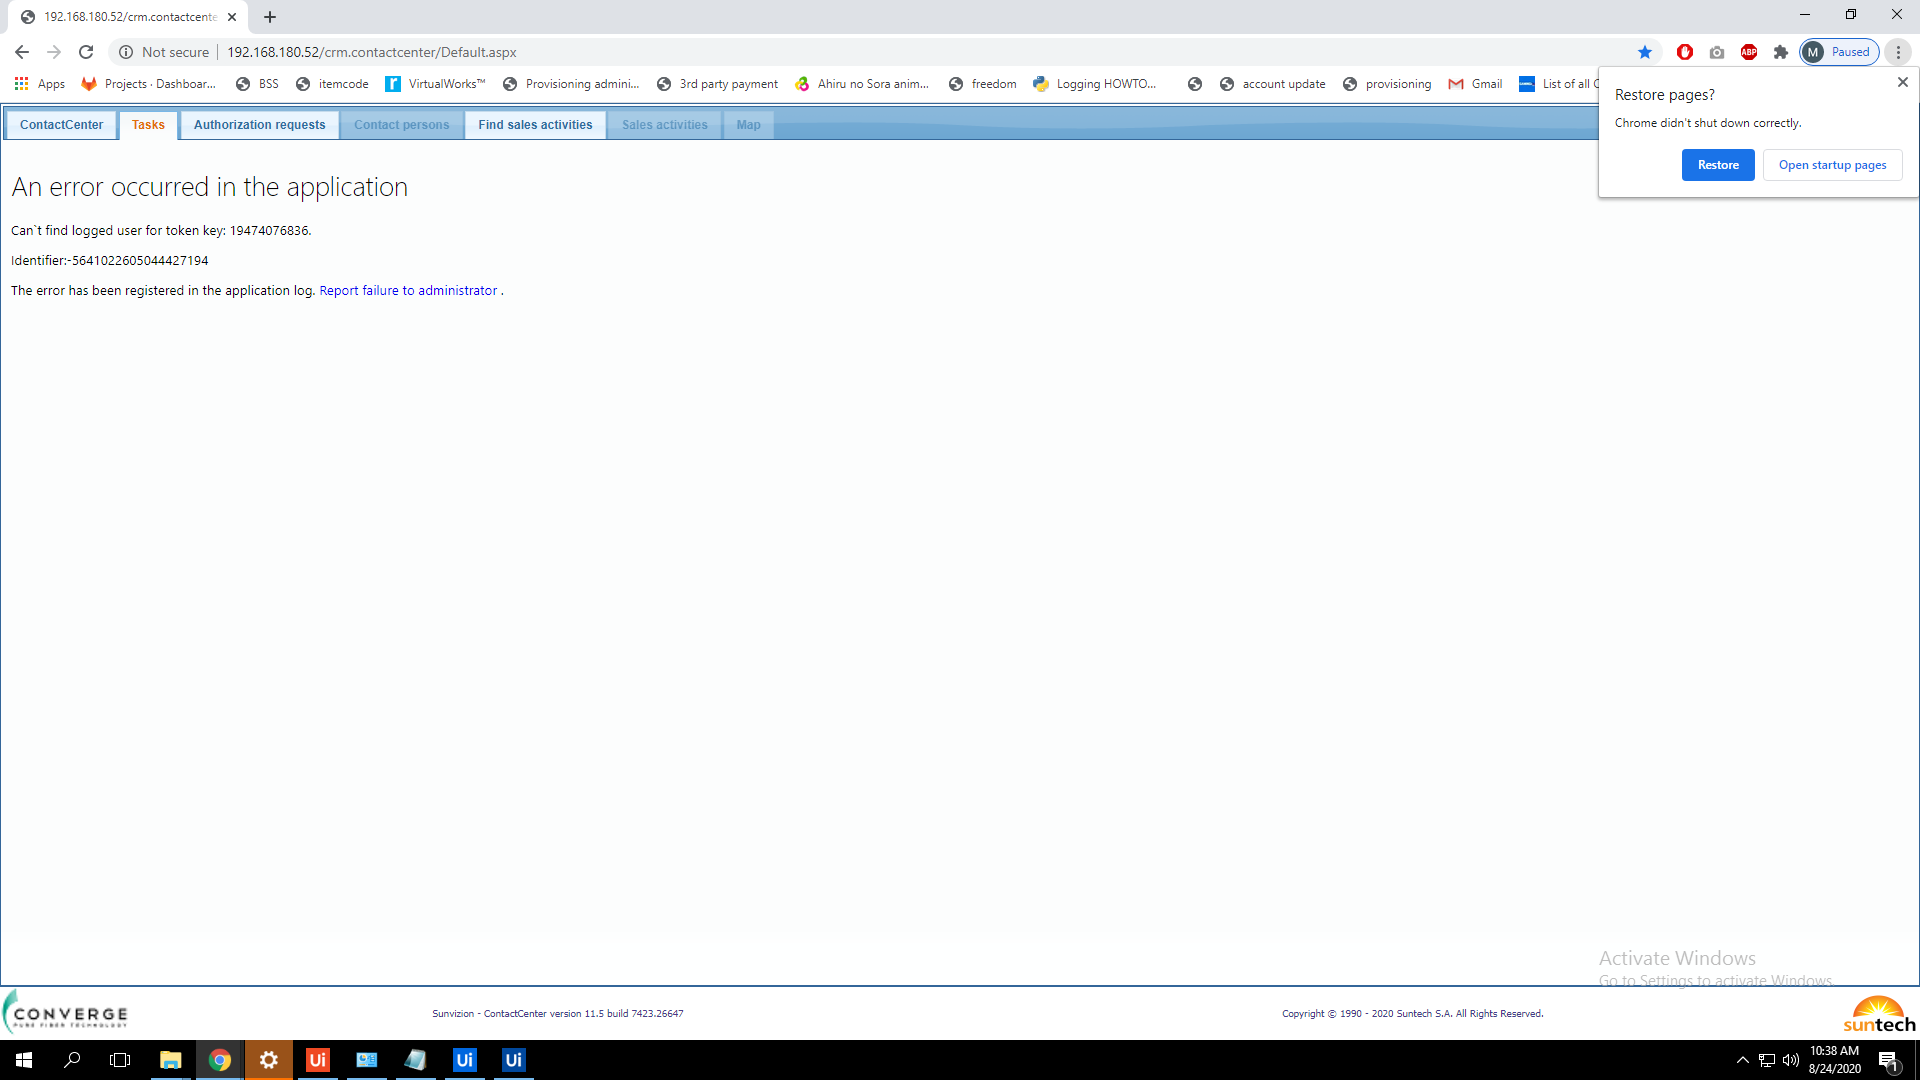 192.168.180.52/crm.contactcente
Not secure 192.168.180.52/crm.contactcenter/Default.aspx
M Paused
Apps Projects · Dashboar... BSS itemcode VirtualWorks™ Provisioning admini... 3rd party payment Ahiru no Sora anim... freedom Logging HOWTO... account update provisioning Gmail List of all C
Restore pages?
Chrome didn't shut down correctly.
Restore Open startup pages
ContactCenter Tasks Authorization requests Contact persons Find sales activities Sales activities Map
An error occurred in the application
Can`t find logged user for token key: 19474076836.
Identifier:-5641022605044427194
The error has been registered in the application log. Report failure to administrator .
Activate Windows
Go to Settings to activate Windows.
CONVERGE
PURE FIBER TECHNOLOGY
Sunvizion - ContactCenter version 11.5 build 7423.26647
Copyright © 1990 - 2020 Suntech S.A. All Rights Reserved.
suntech
ABP
Ui Ui Ui
10:38 AM
8/24/2020
1